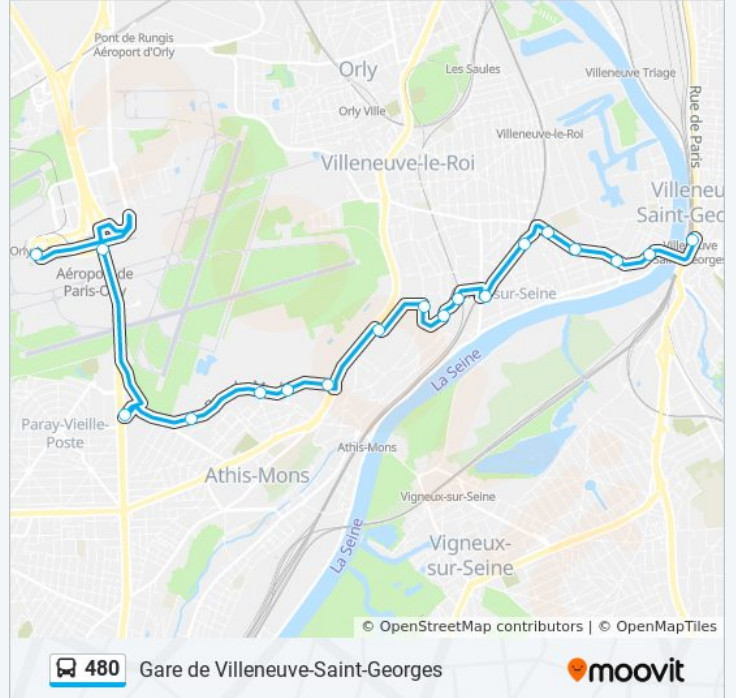 Pont de Rungis
Aéroport d'Orly
Orly
Les Saules
Villeneuve Triage
Orly Ville
Rue de Paris
Villeneuve-le-Roi
Villeneuve-le-Roi
Villeneu
Saint-Geo
Orly
Aéroport de
Paris-Orly
sur-Seine
La Seine
Paray-Vieille-
Poste
Athis-Mons
Athis-Mons
Vigneux-sur-Seine
La Seine
Vigneux-
sur-Seine
© OpenStreetMap contributors | © OpenMapTiles
480 Gare de Villeneuve-Saint-Georges
moovit